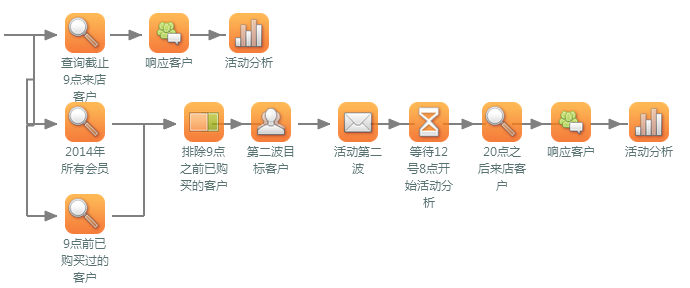 查询截止
9点来店
客户
响应客户
活动分析
2014年
所有会员
排除9点
之前已购
买的客户
第二波目
标客户
活动第二
波
等待12
号8点开
始活动分
析
20点之
后来店客
户
响应客户
活动分析
9点前已
购买过的
客户